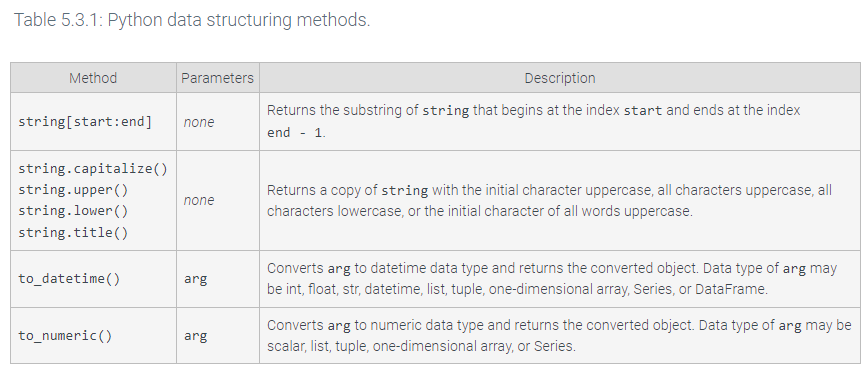 Table 5.3.1: Python data structuring methods.
Method Parameters Description
string[start:end] none Returns the substring of string that begins at the index start and ends at the index
end - 1.
string.capitalize()
string.upper()
string.lower()
string.title()
none
Returns a copy of string with the initial character uppercase, all characters uppercase, all
characters lowercase, or the initial character of all words uppercase.
to_datetime() arg Converts arg to datetime data type and returns the converted object. Data type of arg may
be int, float, str, datetime, list, tuple, one-dimensional array, Series, or DataFrame.
to_numeric() arg Converts arg to numeric data type and returns the converted object. Data type of arg may be
scalar, list, tuple, one-dimensional array, or Series.